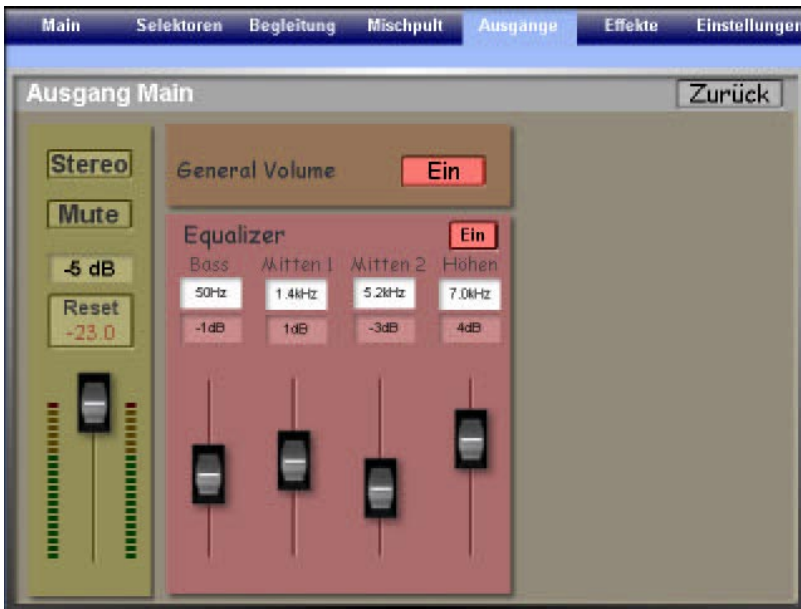 Main Selektoren Begleitung Mischpult Ausgänge Effekte Einstellungen
Ausgang Main Zurück
Stereo
Mute
-5 dB
Reset
-23.0
General Volume Ein
Equalizer Ein
Bass Mitten 1 Mitten 2 Höhen
50Hz 1.4kHz 5.2kHz 7.0kHz
-1dB 1dB -3dB 4dB